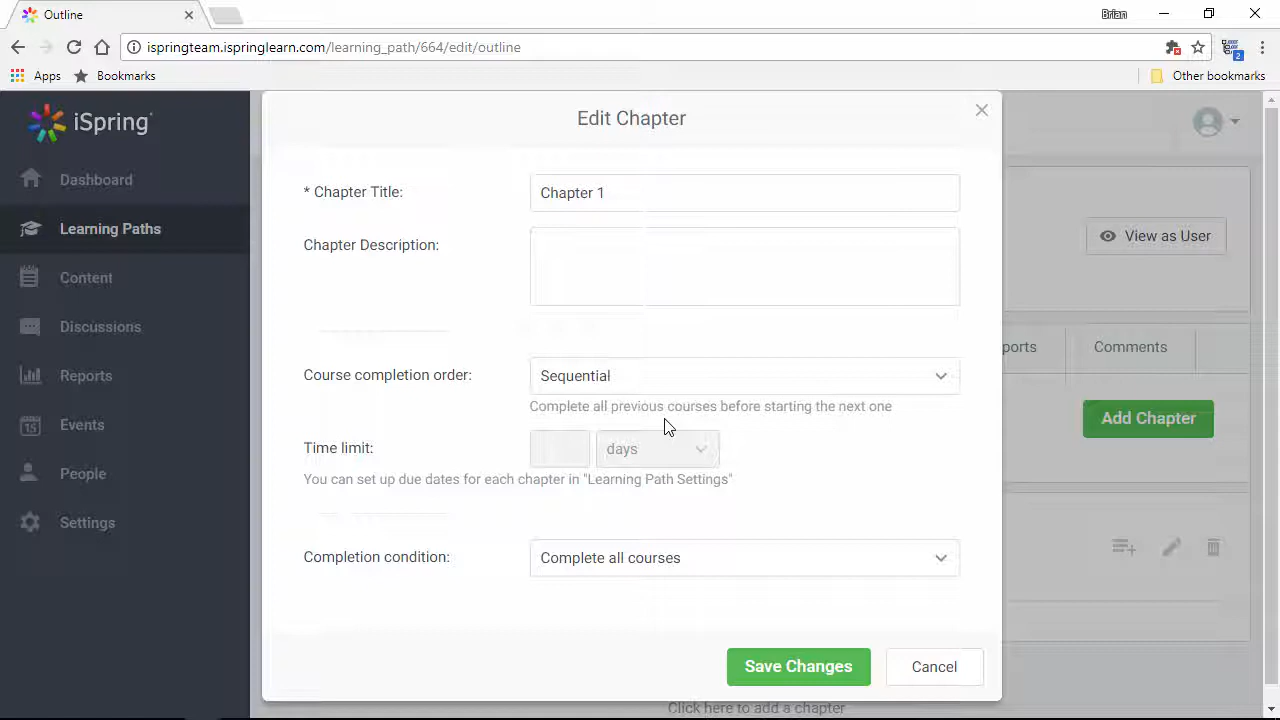 Outline
Brian
ispringteam.ispringlearn.com/learning_path/664/edit/outline
2
Apps
Bookmarks
Other bookmarks
iSpring
Edit Chapter
Dashboard
* Chapter Title:
Chapter 1
Learning Paths
Chapter Description:
View as User
Content
Discussions
ports
Comments
Reports
Course completion order:
Sequential
Complete all previous courses before starting the next one
Add Chapter
15
Events
Time limit:
days
People
You can set up due dates for each chapter in "Learning Path Settings"
Settings
Completion condition:
Complete all courses
Save Changes
Cancel
Click here to add a chapter